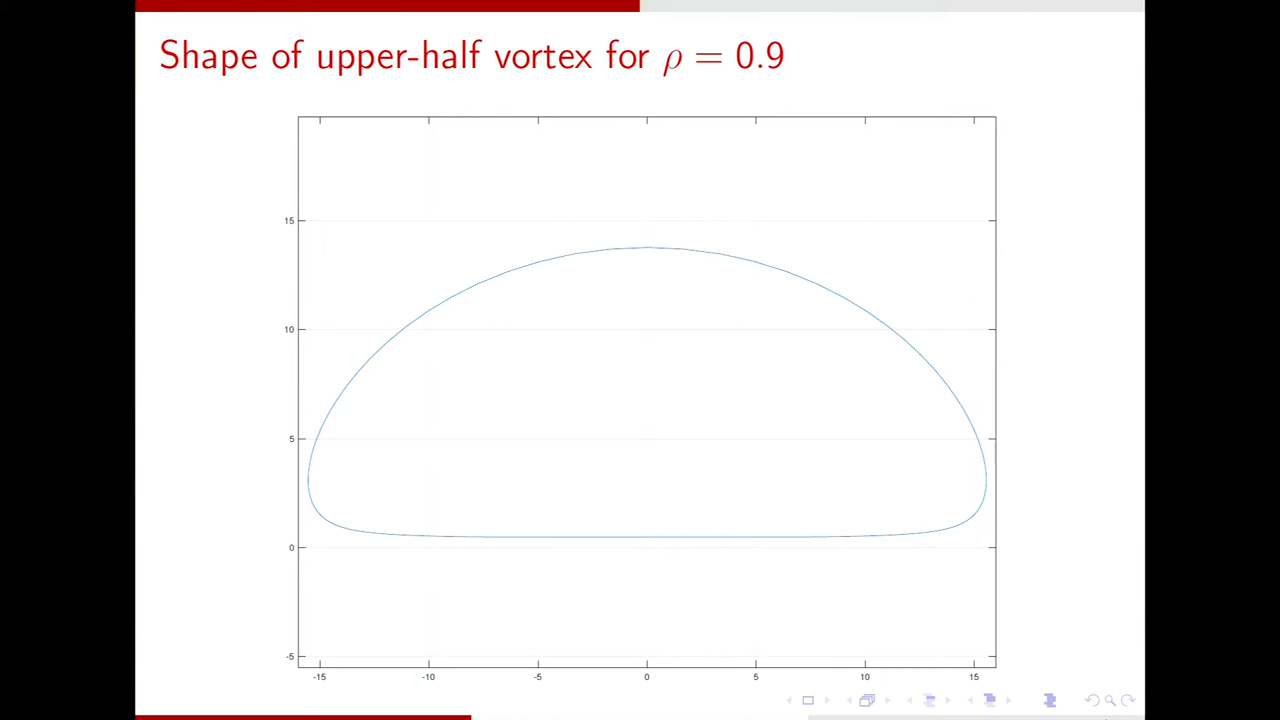 Shape of upper-half vortex for ρ = 0.9
15
10
5
0
-5
-15 -10 -5 0 5 10 15